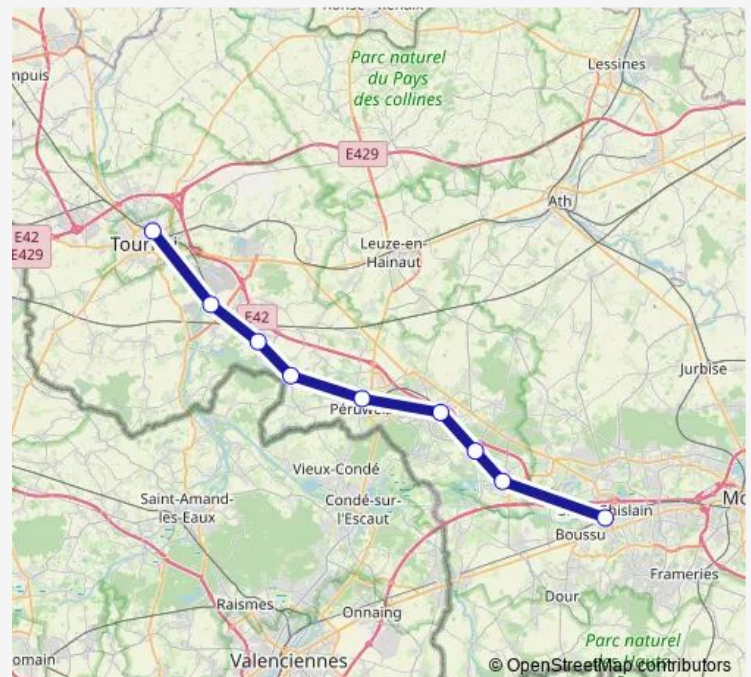 Parc naturel
du Pays
des collines
Lessines
E429
Ath
E42
E429
Leuze-en-
Hainaut
E42
Jurbise
Vieux-Condé
Saint-Amand-
les-Eaux
Condé-sur-
l'Escaut
Boussu
Frameries
Dour
Raismes
Onnaing
Parc naturel
Valenciennes
© OpenStreetMap contributors